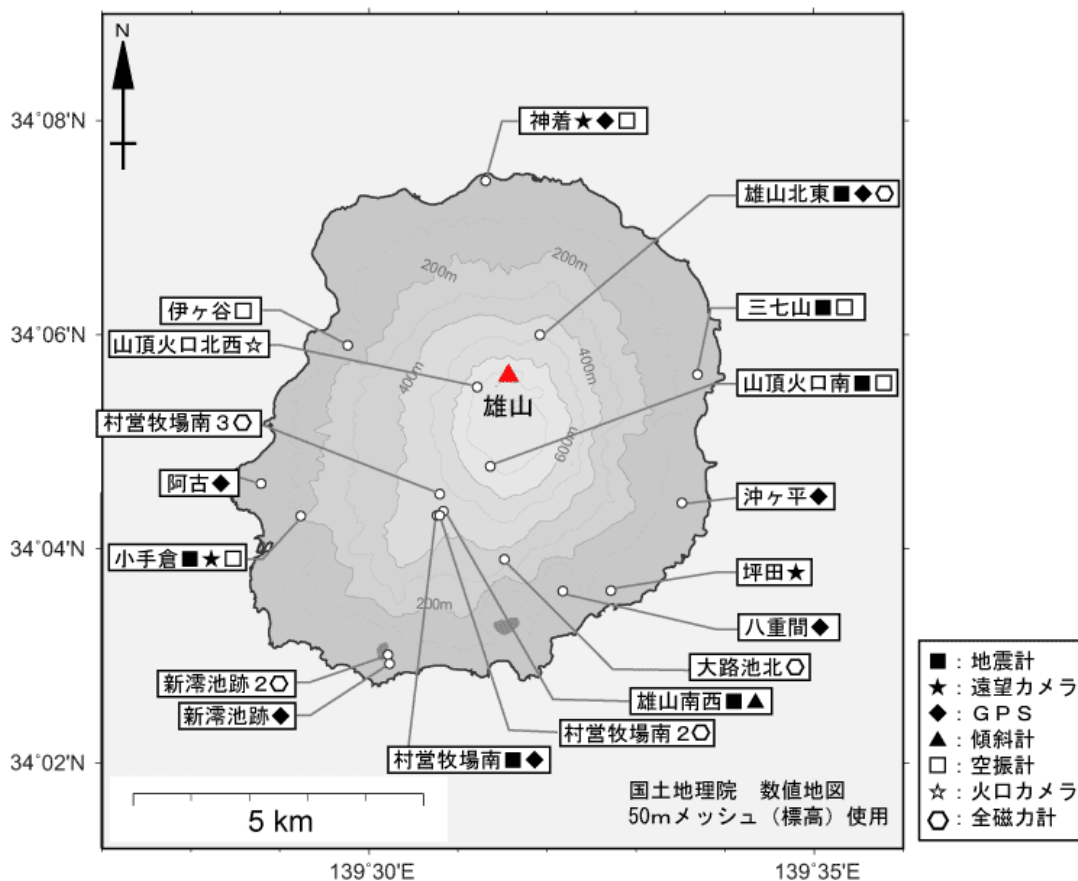 N
34°08'N
34°06'N
34°04'N
34°02'N
139°30'E
139°35'E
神着★◆□
雄山北東■◆⬡
200m
200m
三七山■□
伊ヶ谷□
山頂火口北西☆
400m
400m
山頂火口南■□
雄山
村営牧場南3⬡
600m
阿古◆
沖ヶ平◆
小手倉■★□
坪田★
200m
八重間◆
大路池北⬡
新澪池跡2⬡
雄山南西■▲
新澪池跡◆
村営牧場南2⬡
村営牧場南■◆
5 km
国土地理院 数値地図
50mメッシュ(標高)使用
■:地震計
★:遠望カメラ
◆:GPS
▲:傾斜計
□:空振計
☆:火口カメラ
⬡:全磁力計